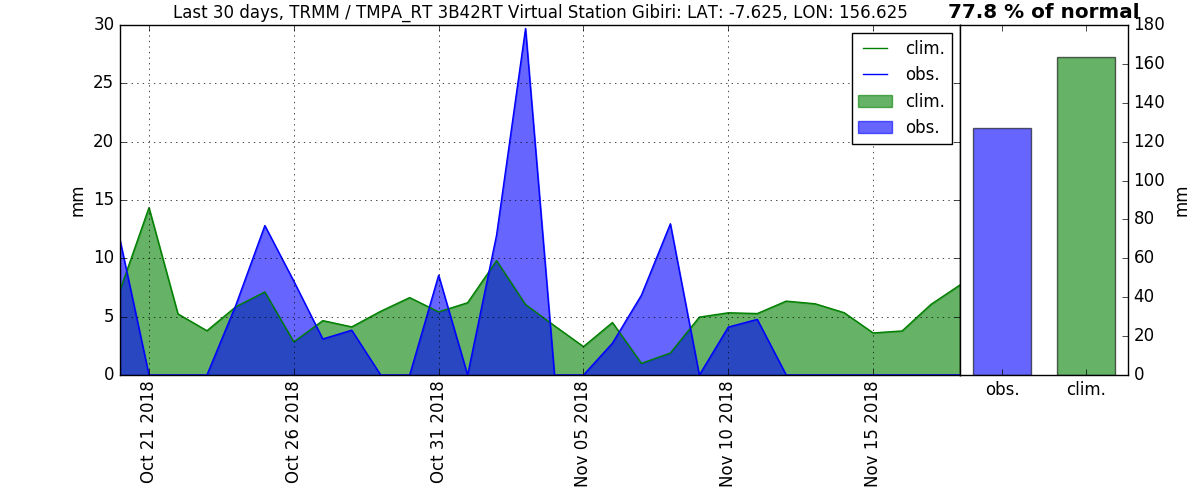 Last 30 days, TRMM / TMPA_RT 3B42RT Virtual Station Gibiri: LAT: -7.625, LON: 156.625
77.8 % of normal
30
25
20
15
10
5
0
mm
clim.
obs.
clim.
obs.
180
160
140
120
100
80
60
40
20
0
mm
obs.
clim.
Oct 21 2018
Oct 26 2018
Oct 31 2018
Nov 05 2018
Nov 10 2018
Nov 15 2018